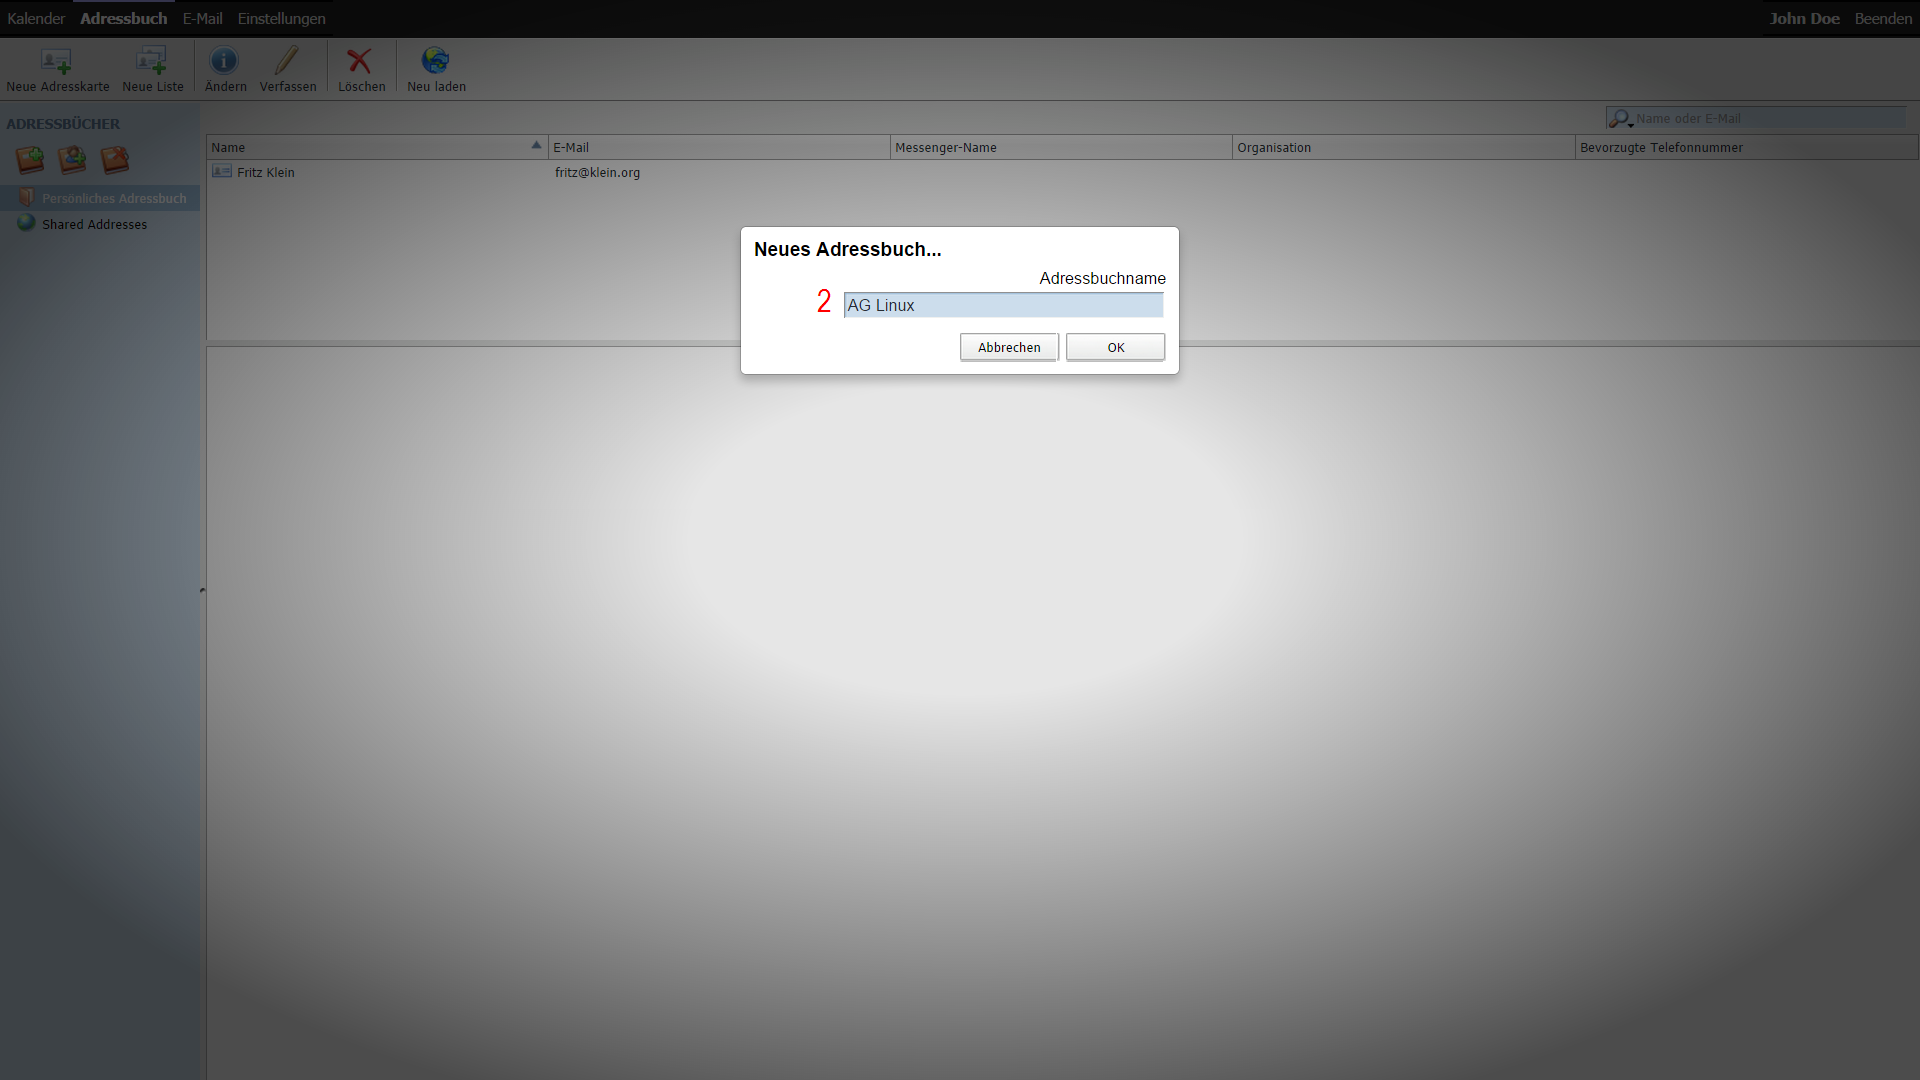 Kalender Adressbuch E-Mail Einstellungen John Doe Beenden
Neue Adresskarte Neue Liste Ändern Verfassen Löschen Neu laden
ADRESSBÜCHER
Name oder E-Mail
Name E-Mail Messenger-Name Organisation Bevorzugte Telefonnummer
Fritz Klein fritz@klein.org
Persönliches Adressbuch
Shared Addresses
Neues Adressbuch...
Adressbuchname
2 AG Linux
Abbrechen OK